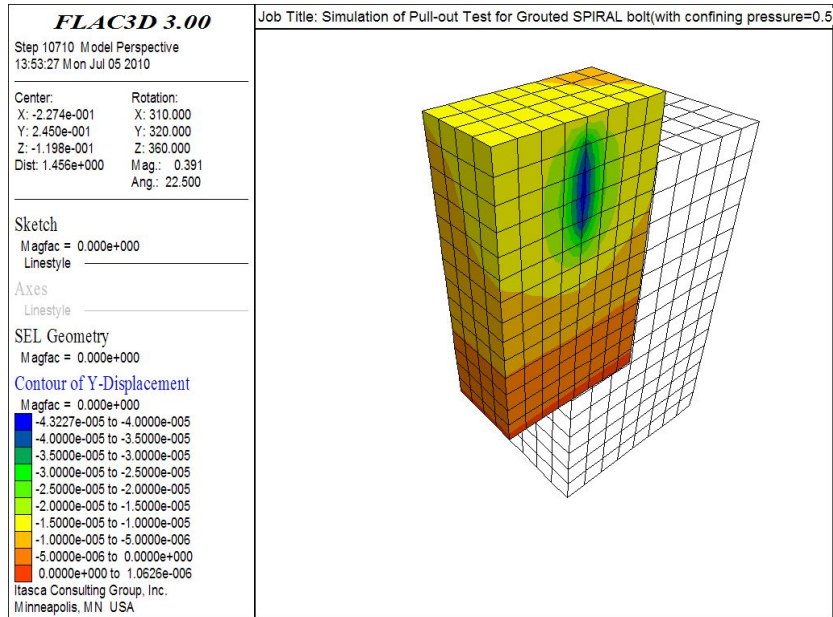 FLAC3D 3.00
Step 10710 Model Perspective
13:53:27 Mon Jul 05 2010
Center:
X: -2.274e-001
Y: 2.450e-001
Z: -1.198e-001
Dist: 1.456e+000
Rotation:
X: 310.000
Y: 320.000
Z: 360.000
Mag.: 0.391
Ang.: 22.500
Sketch
Magfac = 0.000e+000
Linestyle
Axes
Linestyle
SEL Geometry
Magfac = 0.000e+000
Contour of Y-Displacement
Magfac = 0.000e+000
-4.3227e-005 to -4.0000e-005
-4.0000e-005 to -3.5000e-005
-3.5000e-005 to -3.0000e-005
-3.0000e-005 to -2.5000e-005
-2.5000e-005 to -2.0000e-005
-2.0000e-005 to -1.5000e-005
-1.5000e-005 to -1.0000e-005
-1.0000e-005 to -5.0000e-006
-5.0000e-006 to 0.0000e+000
0.0000e+000 to 1.0626e-006
Itasca Consulting Group, Inc.
Minneapolis, MN USA
Job Title: Simulation of Pull-out Test for Grouted SPIRAL bolt(with confining pressure=0.5